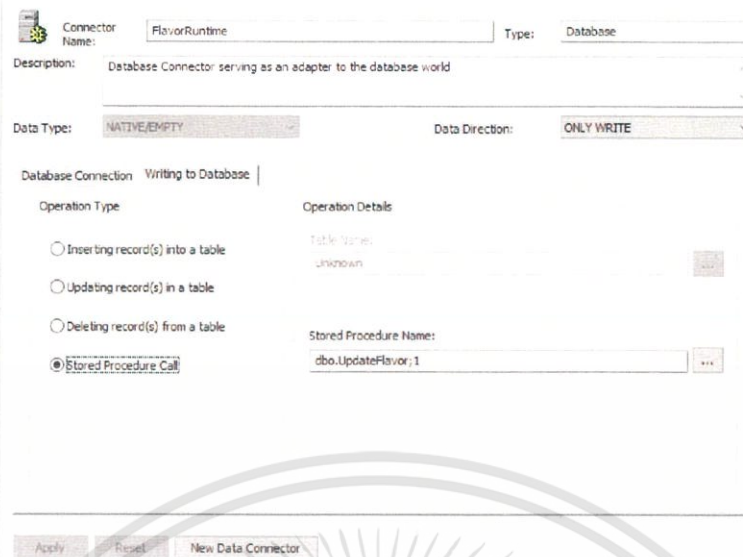 Connector Name: FlavorRuntime Type: Database
Description: Database Connector serving as an adapter to the database world
Data Type: NATIVE/EMPTY Data Direction: ONLY WRITE
Database Connection Writing to Database
Operation Type Operation Details
Inserting record(s) into a table
Table Name:
Unknown
...
Updating record(s) in a table
Deleting record(s) from a table
Stored Procedure Name:
Stored Procedure Call
dbo.UpdateFlavor;1
...
Apply Reset New Data Connector